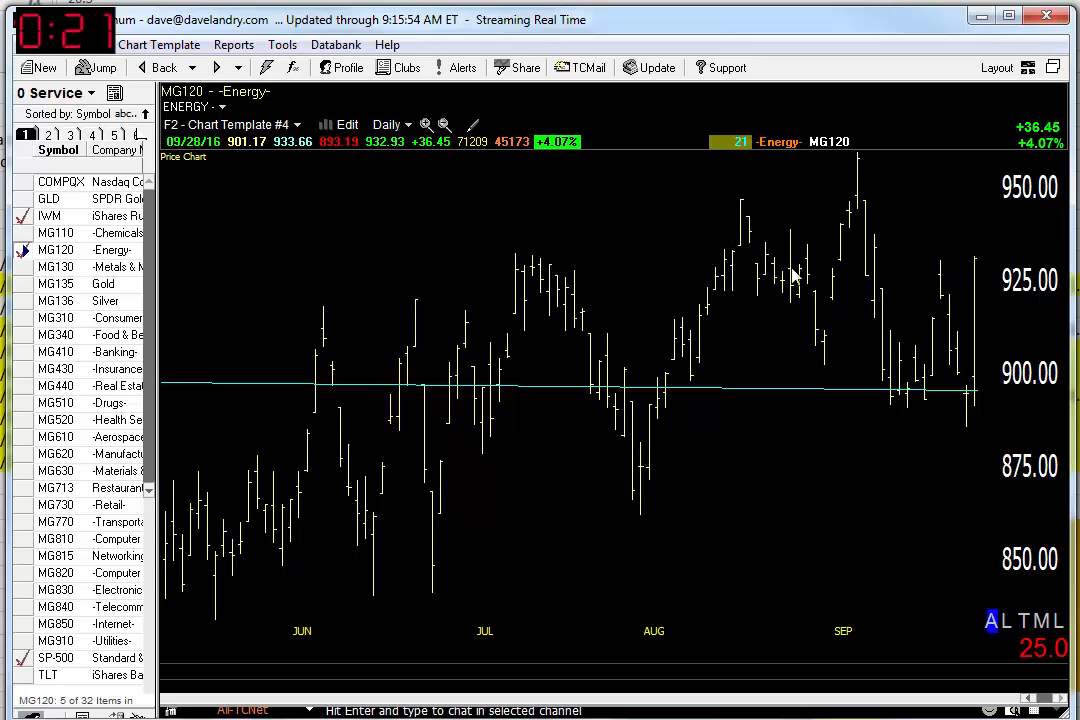 num - dave@davelandry.com ... Updated through 9:15:54 AM ET - Streaming Real Time
0:21
Chart Template Reports Tools Databank Help
New Jump Back Profile Clubs Alerts Share TCMail Update Support Layout
0 Service
Sorted by: Symbol abc..
1 2 3 4 5
Symbol Company N
COMPQX Nasdaq Co
GLD SPDR Gol
IWM iShares Ru
MG110 -Chemicals
MG120 -Energy-
MG130 -Metals & M
MG135 Gold
MG136 Silver
MG310 -Consumer
MG340 -Food & Be
MG410 -Banking-
MG430 -Insurance
MG440 -Real Esta
MG510 -Drugs-
MG520 -Health Se
MG610 -Aerospac
MG620 -Manufactu
MG630 -Materials &
MG713 Restaurant
MG730 -Retail-
MG770 -Transporta
MG810 -Computer
MG815 Networking
MG820 -Computer
MG830 -Electronic
MG840 -Telecomm
MG850 -Internet-
MG910 -Utilities-
SP-500 Standard &
TLT iShares Ba
MG120: 5 of 32 Items in
MG120 - -Energy-
ENERGY -
F2 - Chart Template #4 Edit Daily
09/28/16 901.17 933.66 893.19 932.93 +36.45 71209 45173 +4.07% 21 -Energy- MG120
+36.45
+4.07%
Price Chart
950.00
925.00
900.00
875.00
850.00
A L T M L
25.0
JUN JUL AUG SEP
All-TCNet Hit Enter and type to chat in selected channel